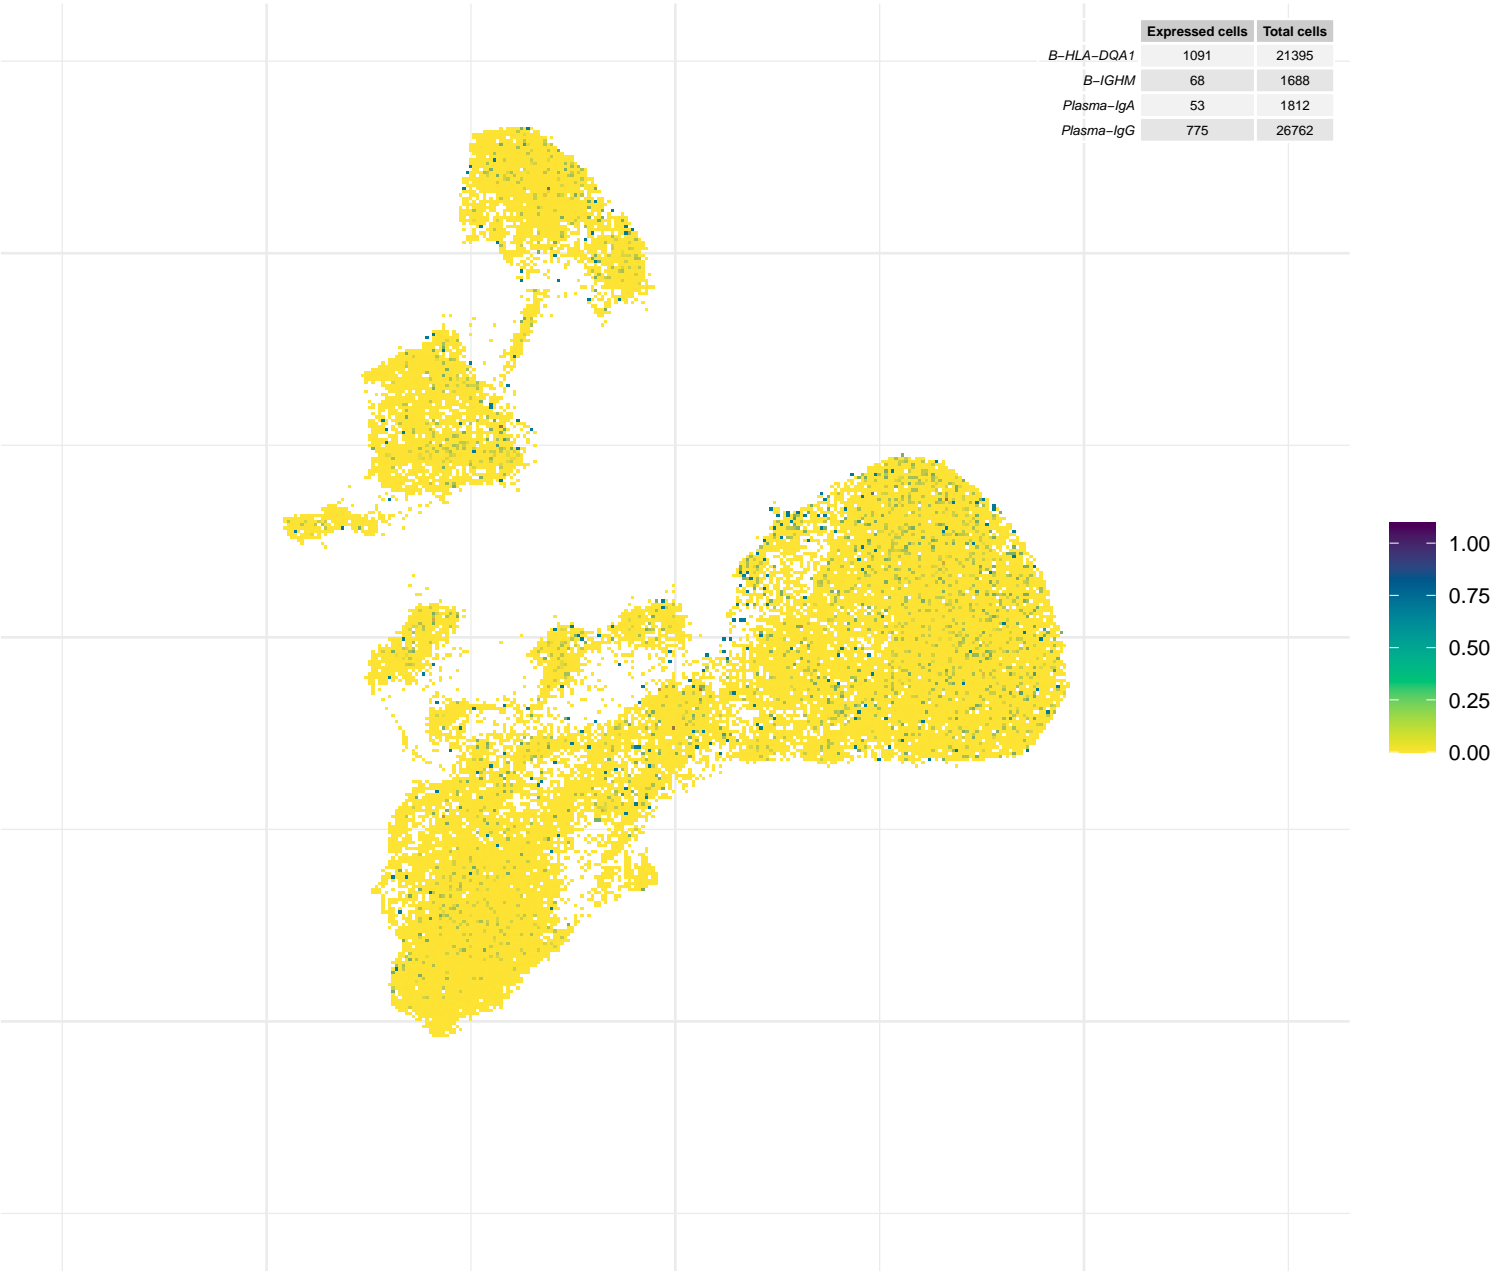 Expressed cells Total cells
B−HLA−DQA1 1091 21395
B−IGHM 68 1688
Plasma−IgA 53 1812
Plasma−IgG 775 26762
1.00
0.75
0.50
0.25
0.00